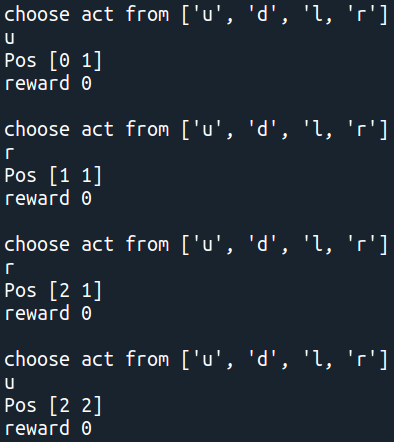 choose act from ['u', 'd', 'l, 'r']
u
Pos [0 1]
reward 0
choose act from ['u', 'd', 'l, 'r']
r
Pos [1 1]
reward 0
choose act from ['u', 'd', 'l, 'r']
r
Pos [2 1]
reward 0
choose act from ['u', 'd', 'l, 'r']
u
Pos [2 2]
reward 0